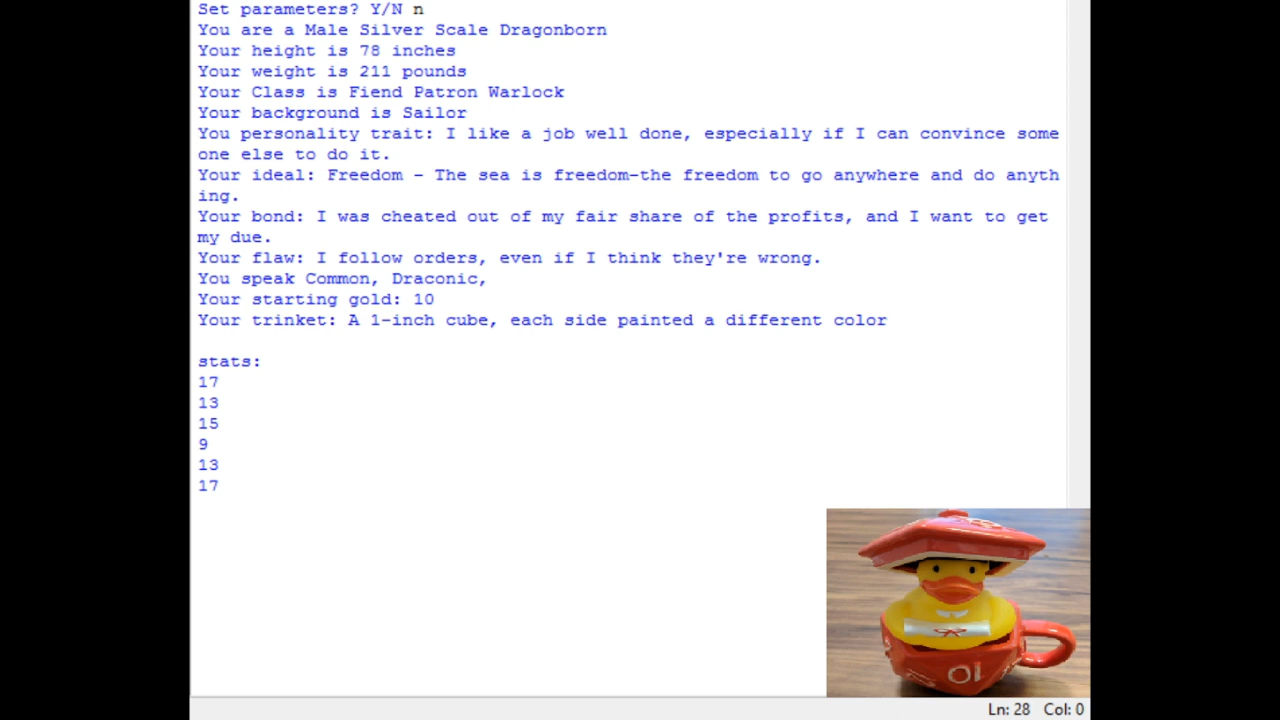 Set parameters? Y/N n
You are a Male Silver Scale Dragonborn
Your height is 78 inches
Your weight is 211 pounds
Your Class is Fiend Patron Warlock
Your background is Sailor
You personality trait: I like a job well done, especially if I can convince some
one else to do it.
Your ideal: Freedom - The sea is freedom-the freedom to go anywhere and do anyth
ing.
Your bond: I was cheated out of my fair share of the profits, and I want to get
my due.
Your flaw: I follow orders, even if I think they're wrong.
You speak Common, Draconic,
Your starting gold: 10
Your trinket: A 1-inch cube, each side painted a different color
stats:
17
13
15
9
13
17
10
Ln: 28 Col: 0